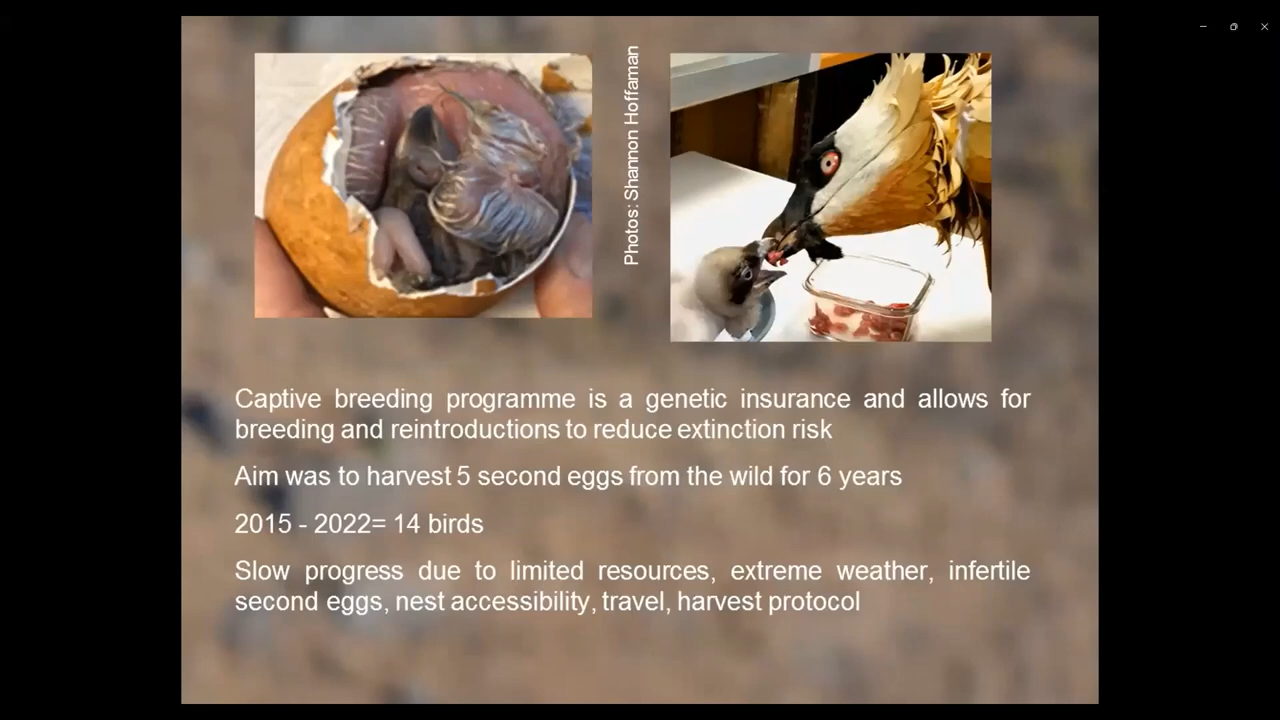 Photos: Shannon Hoffaman
Captive breeding programme is a genetic insurance and allows for
breeding and reintroductions to reduce extinction risk
Aim was to harvest 5 second eggs from the wild for 6 years
2015 - 2022= 14 birds
Slow progress due to limited resources, extreme weather, infertile
second eggs, nest accessibility, travel, harvest protocol